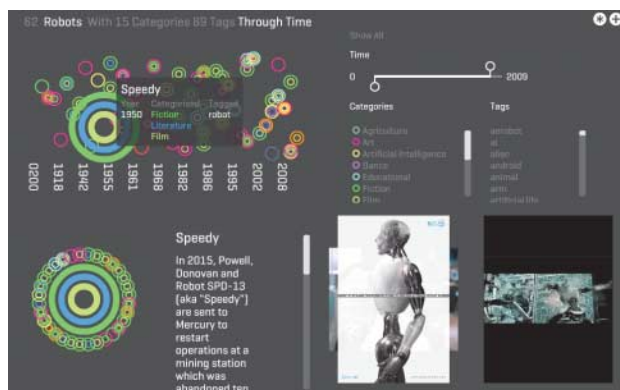 62 Robots With 15 Categories 89 Tags Through Time
Show All
Time
0
2009
Speedy
Year Categorized Tagged
1950 Fiction robot
Literature
Film
0200 1918 1942 1955 1961 1968 1982 1986 1995 2002 2008
Categories
Tags
Agriculture
Art
Artificial Intelligence
Dance
Educational
Fiction
Film
aerobot
ai
alien
android
animal
arm
artificial life
Speedy
In 2015, Powell,
Donovan and
Robot SPD-13
(aka "Speedy")
are sent to
Mercury to
restart
operations at a
mining station
which was
abandoned ten